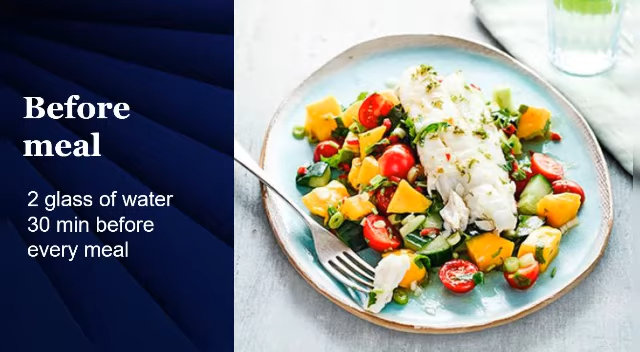 Before
meal
2 glass of water
30 min before
every meal